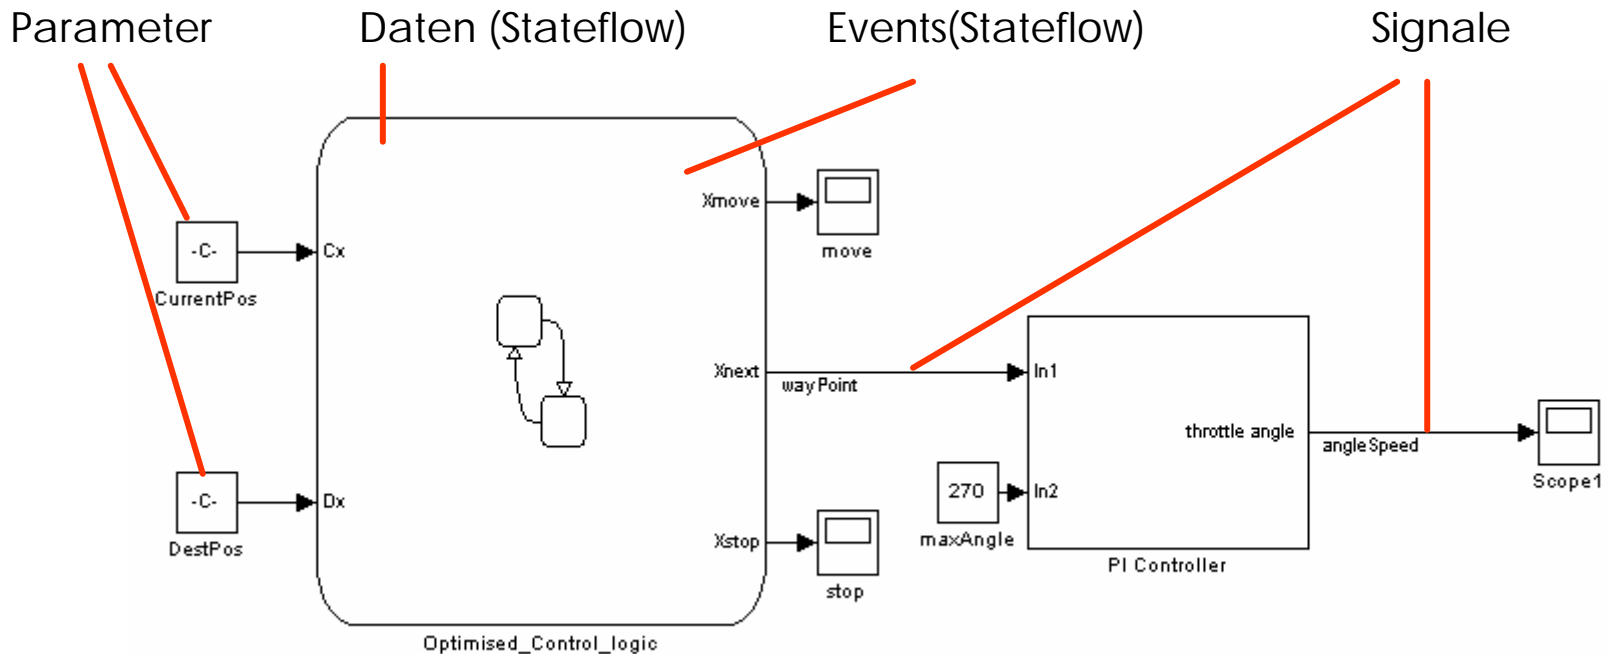 Parameter
Daten (Stateflow)
Events(Stateflow)
Signale
-C-
CurrentPos
Cx
Xmove
move
Xnext
wayPoint
In1
throttle angle
angleSpeed
Scope1
-C-
DestPos
Dx
270
maxAngle
In2
PI Controller
Xstop
stop
Optimised_Control_logic